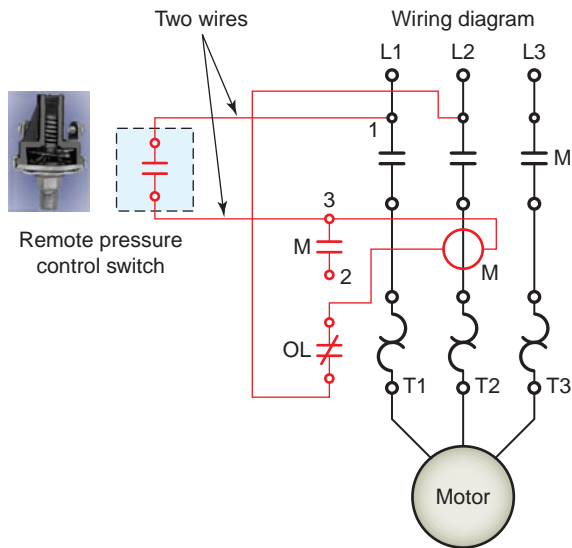 Two wires
Wiring diagram
L1
L2
L3
1
M
Remote pressure
control switch
3
M
2
M
OL
T1
T2
T3
Motor